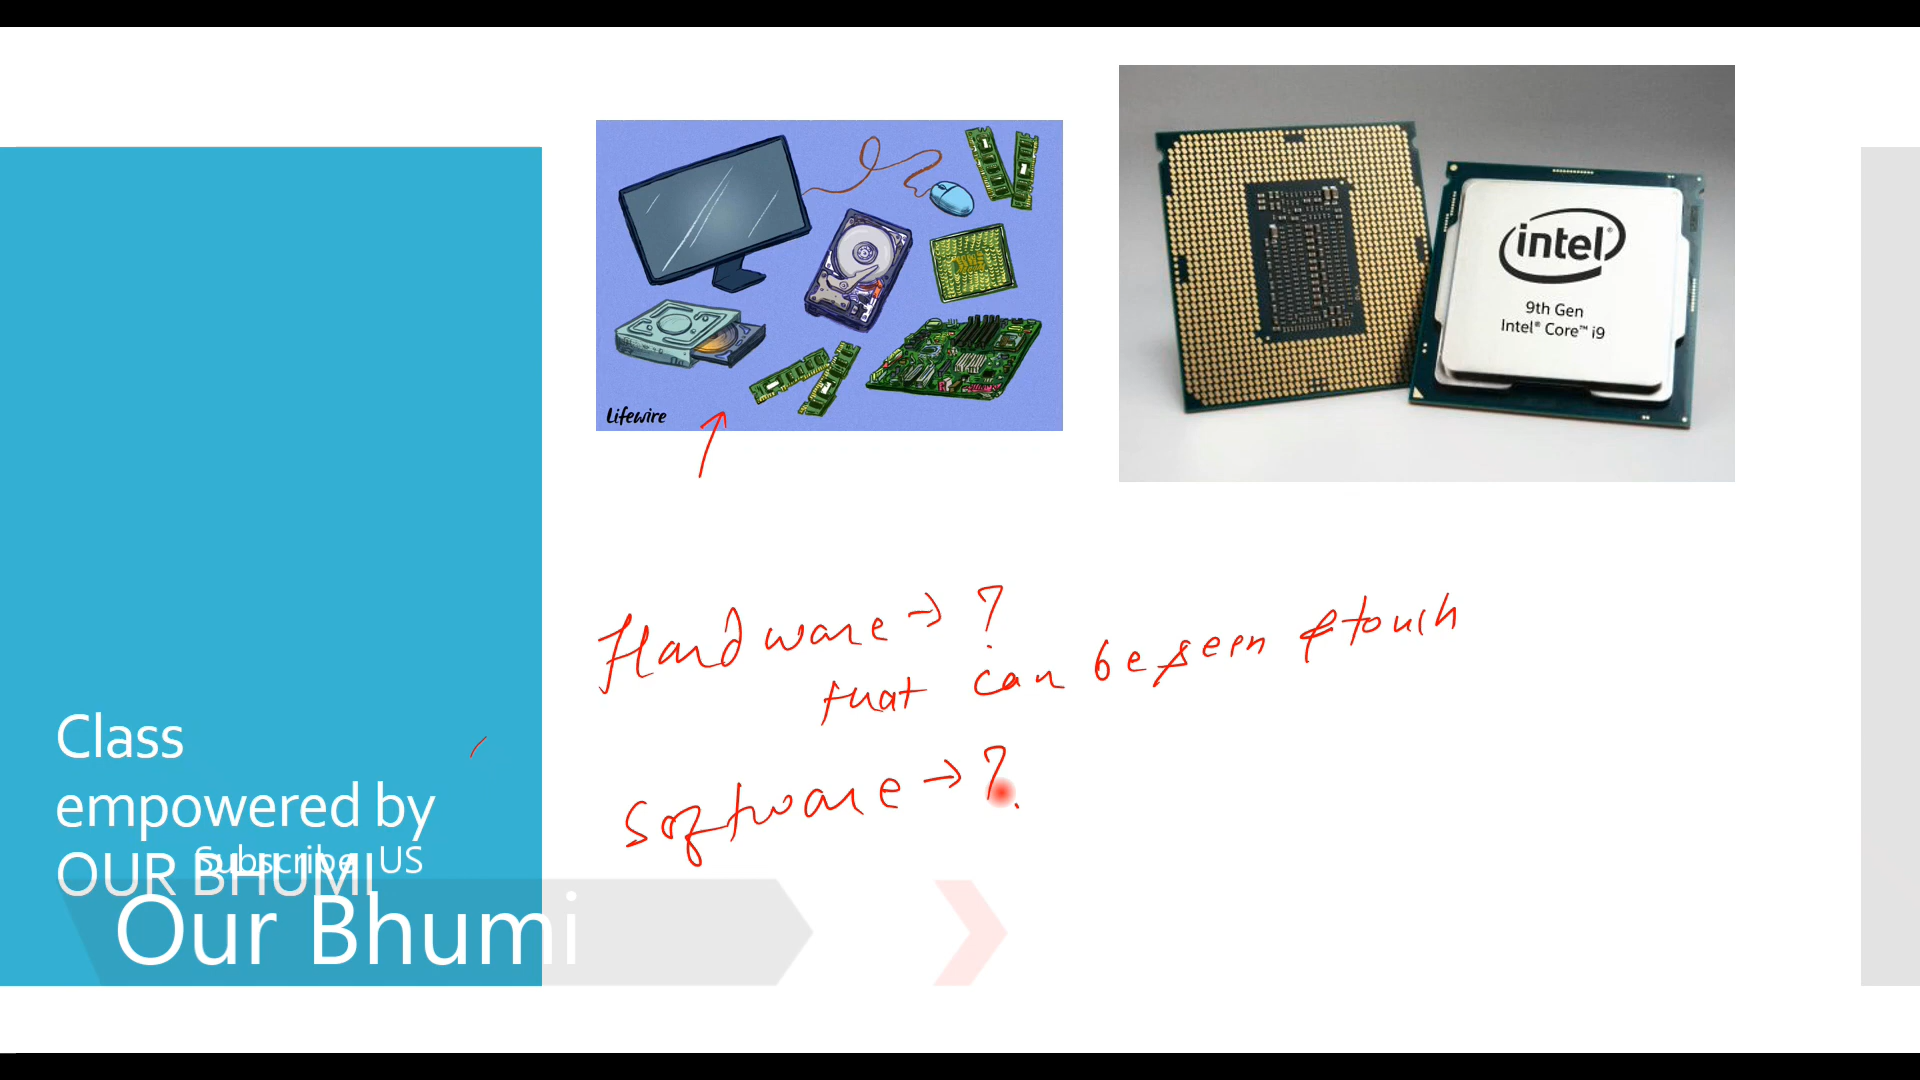 Lifewire
intel®
9th Gen
Intel® Core™ i9
Hardware → ?
that can be seen & touch
Software → ?
Class
empowered by
OUR BHUMI
Subscribe US
Our Bhumi